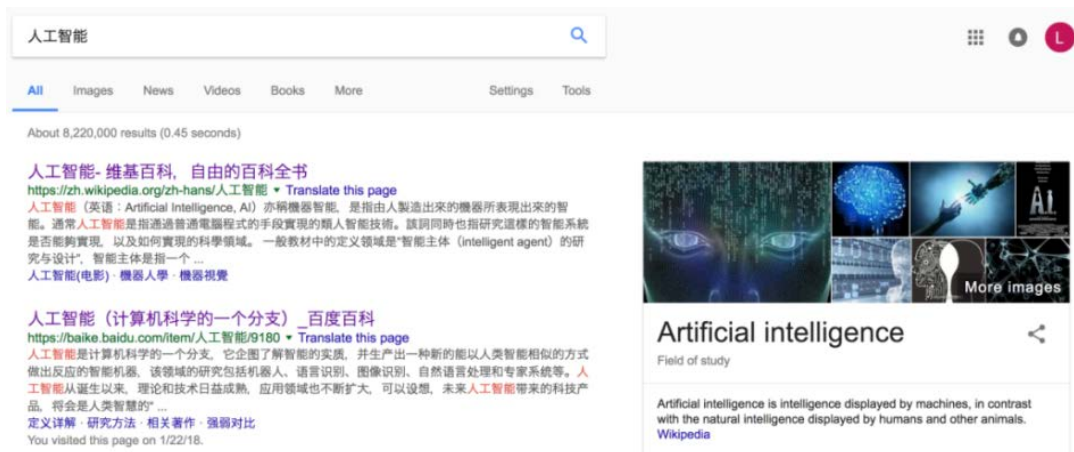 人工智能
L
All Images News Videos Books More Settings Tools
About 8,220,000 results (0.45 seconds)
人工智能- 维基百科，自由的百科全书
https://zh.wikipedia.org/zh-hans/人工智能 ▾ Translate this page
人工智能（英语：Artificial Intelligence, AI）亦稱機器智能，是指由人製造出來的機器所表現出來的智
能。通常人工智能是指通過普通電腦程式的手段實現的類人智能技術。該詞同時也指研究這樣的智能系統
是否能夠實現，以及如何實現的科學領域。 一般教材中的定义领域是"智能主体（intelligent agent）的研
究与设计"，智能主体是指一个 ...
人工智能(电影) · 機器人學 · 機器視覺
人工智能（计算机科学的一个分支）_百度百科
https://baike.baidu.com/item/人工智能/9180 ▾ Translate this page
人工智能是计算机科学的一个分支，它企图了解智能的实质，并生产出一种新的能以人类智能相似的方式
做出反应的智能机器，该领域的研究包括机器人、语言识别、图像识别、自然语言处理和专家系统等。人
工智能从诞生以来，理论和技术日益成熟，应用领域也不断扩大，可以设想，未来人工智能带来的科技产
品，将会是人类智慧的" ...
定义详解 · 研究方法 · 相关著作 · 强弱对比
You visited this page on 1/22/18.
A.I.
More images
Artificial intelligence
Field of study
Artificial intelligence is intelligence displayed by machines, in contrast
with the natural intelligence displayed by humans and other animals.
Wikipedia